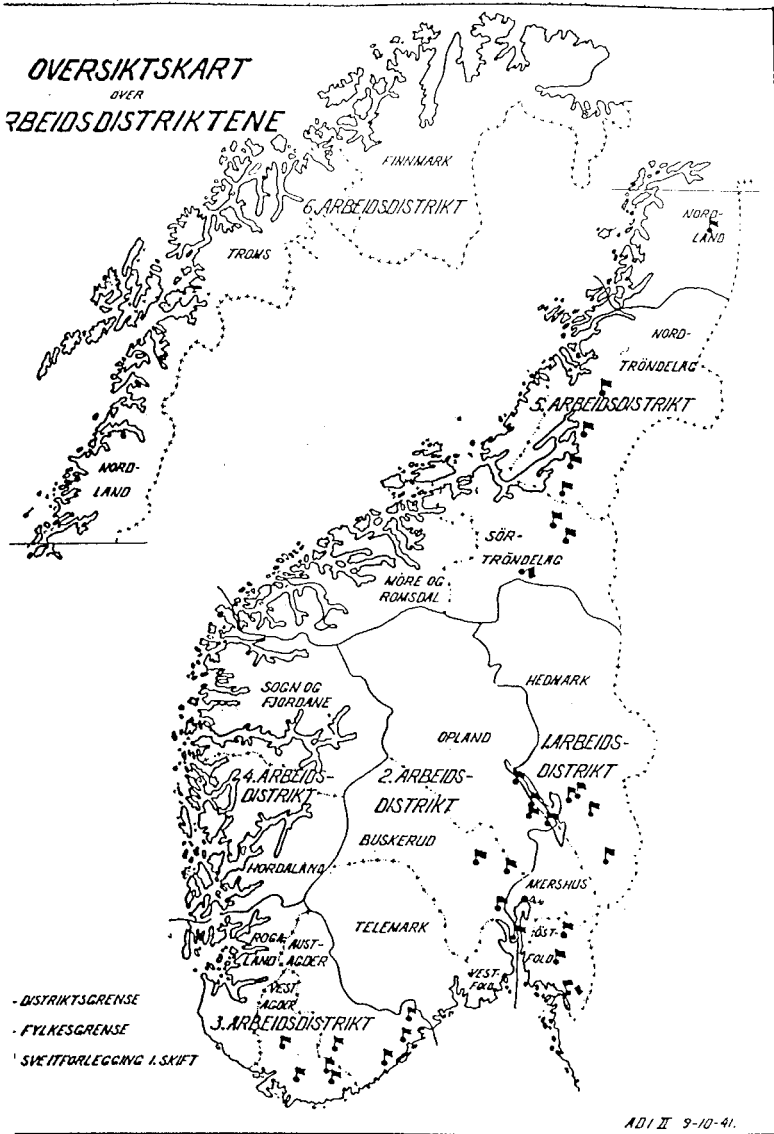 OVERSIKTSKART
OVER
RBEIDSDISTRIKTENE
FINNMARK
6. ARBEIDSDISTRIKT
TROMS
NORD-
LAND
NORD-
LAND
NORD-
TRÖNDELAG
5. ARBEIDSDISTRIKT
SÖR-
TRÖNDELAG
MÖRE OG
ROMSDAL
HEDMARK
SOGN OG
FJORDANE
OPLAND
1. ARBEIDS-
DISTRIKT
4. ARBEIDS-
DISTRIKT
2. ARBEIDS-
DISTRIKT
BUSKERUD
HORDALAND
AKERSHUS
TELEMARK
ÖST-
FOLD
ROGA-
LAND
AUST-
AGDER
VEST-
FOLD
VEST
AGDER
3. ARBEIDSDISTRIKT
- DISTRIKTSGRENSE
- FYLKESGRENSE
SVEITFORLEGGING 1. SKIFT
ADI II 9-10-41.